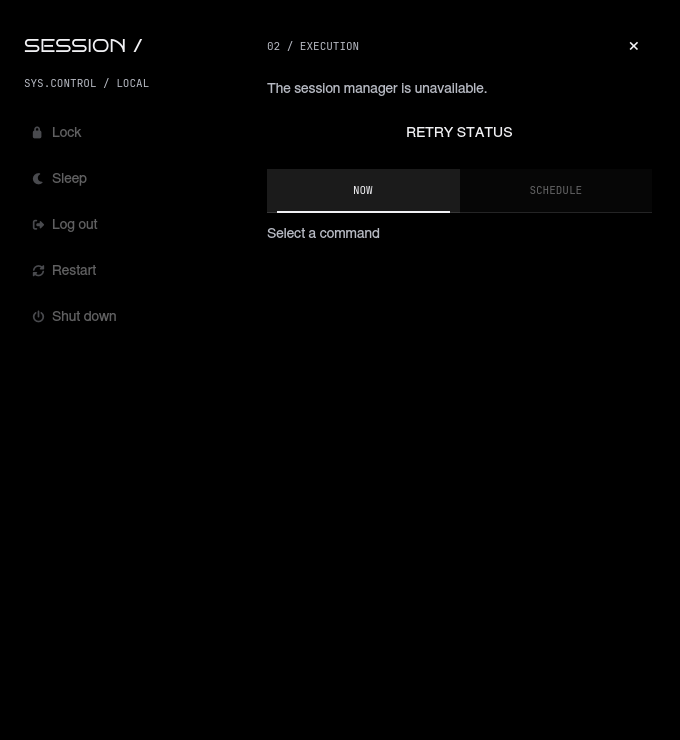 SESSION /
SYS.CONTROL / LOCAL
Lock
Sleep
Log out
Restart
Shut down
02 / EXECUTION
The session manager is unavailable.
RETRY STATUS
NOW
SCHEDULE
Select a command